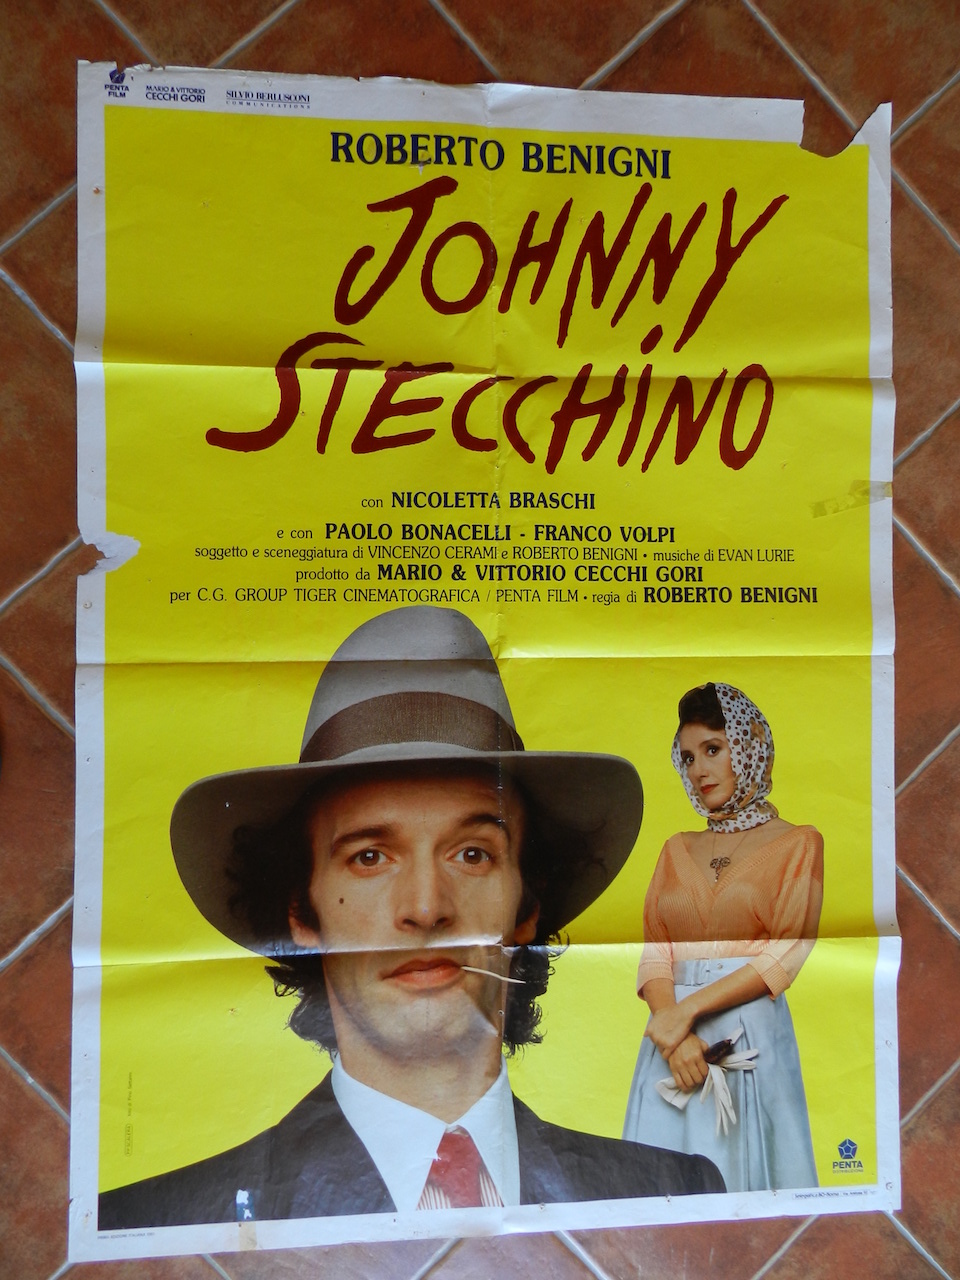 PENTA
FILM
MARIO & VITTORIO
CECCHI GORI
SILVIO BERLUSCONI
COMMUNICATIONS
ROBERTO BENIGNI
JOHNNY
STECCHINO
con NICOLETTA BRASCHI
e con PAOLO BONACELLI - FRANCO VOLPI
soggetto e sceneggiatura di VINCENZO CERAMI e ROBERTO BENIGNI • musiche di EVAN LURIE
prodotto da MARIO & VITTORIO CECCHI GORI
per C.G. GROUP TIGER CINEMATOGRAFICA / PENTA FILM • regia di ROBERTO BENIGNI
PENTA
DISTRIBUZIONE